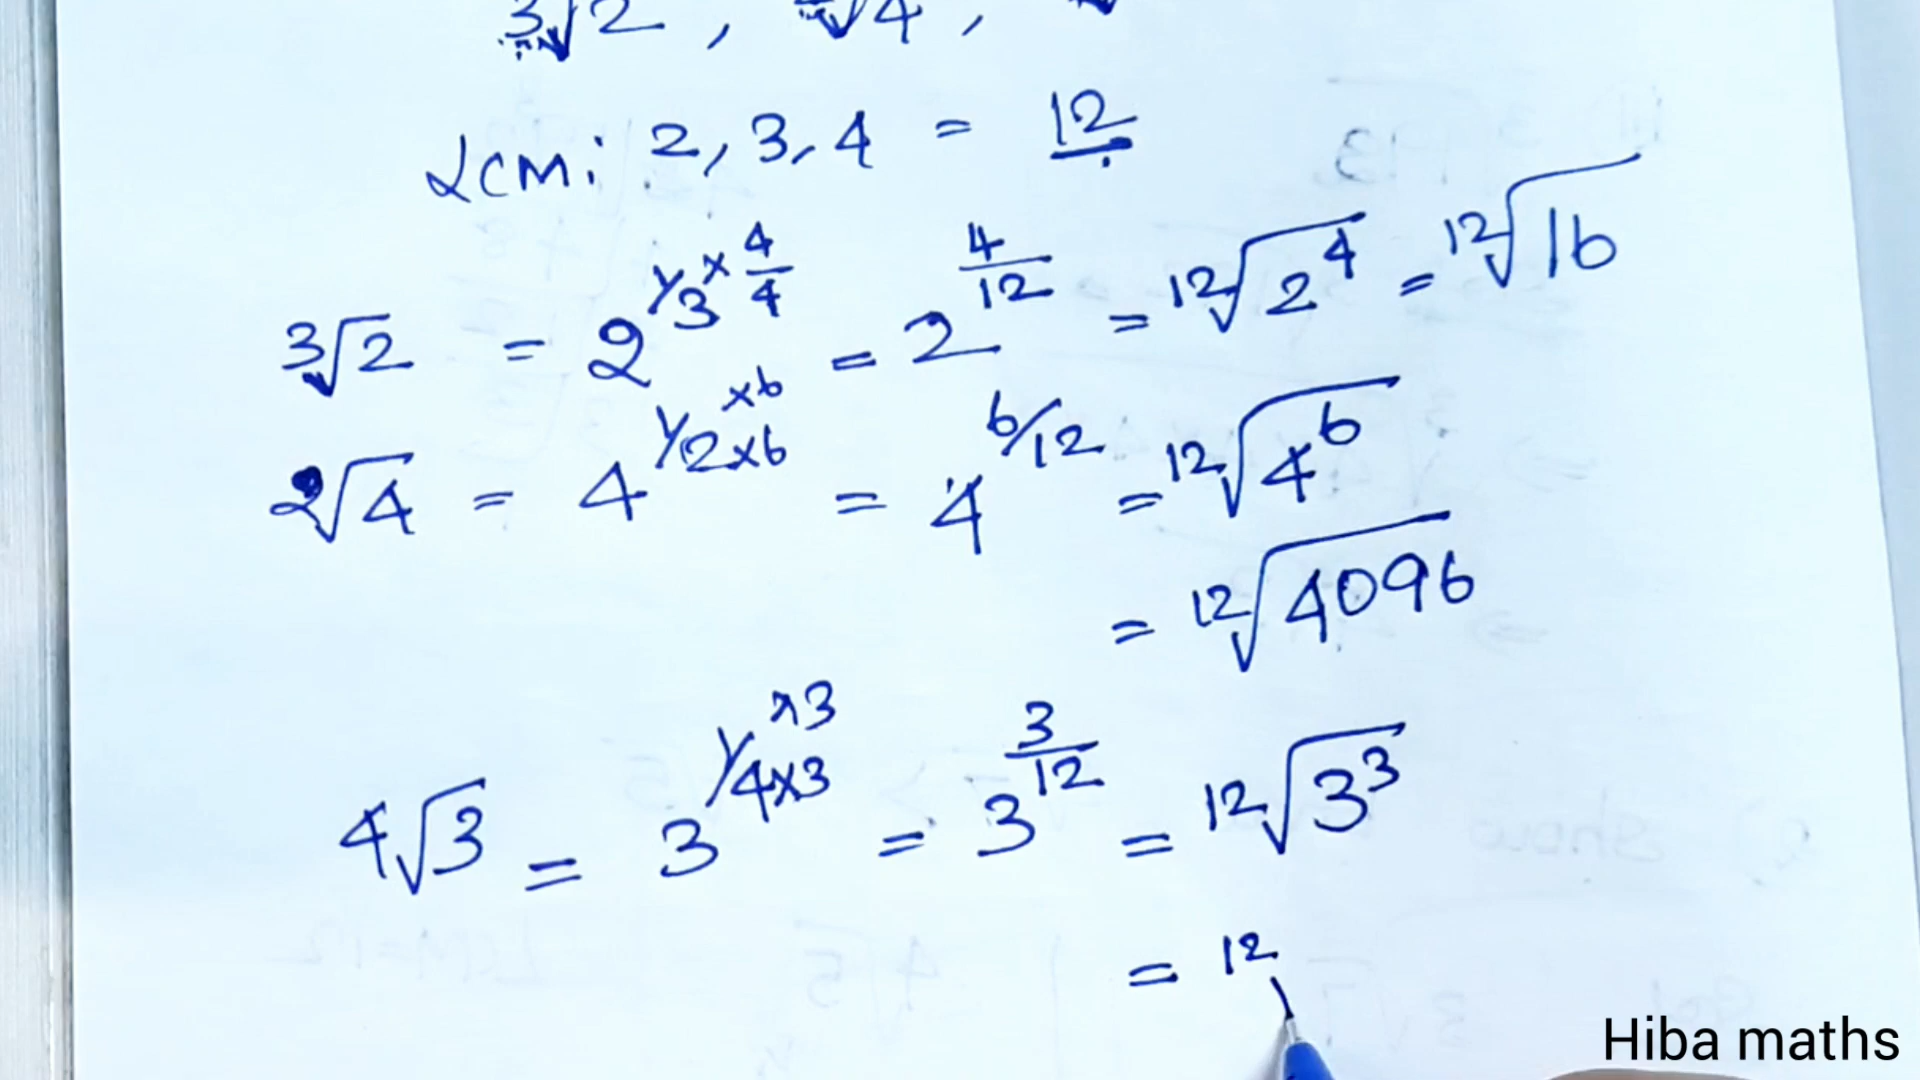 ³√2 , √4 ,
LCM: 2, 3, 4 = 12
³√2 = 2^(1/3 × 4/4) = 2^(4/12) = ¹²√2⁴ = ¹²√16
²√4 = 4^(1/2 ×6/×6) = 4^(6/12) = ¹²√4⁶
= ¹²√4096
⁴√3 = 3^(1/4 ×3/×3) = 3^(3/12) = ¹²√3³
= 12
Hiba maths